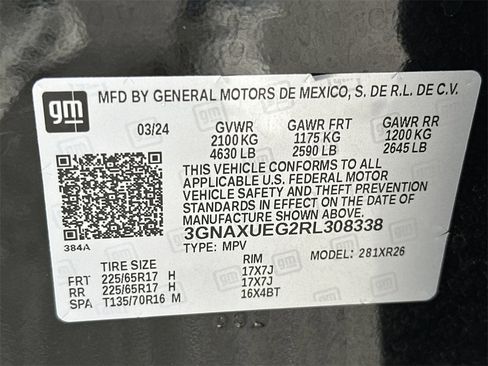 gm
MFD BY GENERAL MOTORS DE MEXICO, S. DE R.L. DE C.V.
03/24 GVWR GAWR FRT GAWR RR
2100 KG 1175 KG 1200 KG
4630 LB 2590 LB 2645 LB
THIS VEHICLE CONFORMS TO ALL
APPLICABLE U.S. FEDERAL MOTOR
VEHICLE SAFETY AND THEFT PREVENTION
STANDARDS IN EFFECT ON THE DATE OF
MANUFACTURE SHOWN ABOVE.
3GNAXUEG2RL308338
384A TYPE: MPV MODEL: 281XR26
TIRE SIZE RIM
FRT 225/65R17 H 17X7J
RR 225/65R17 H 17X7J
SPA T135/70R16 M 16X4BT